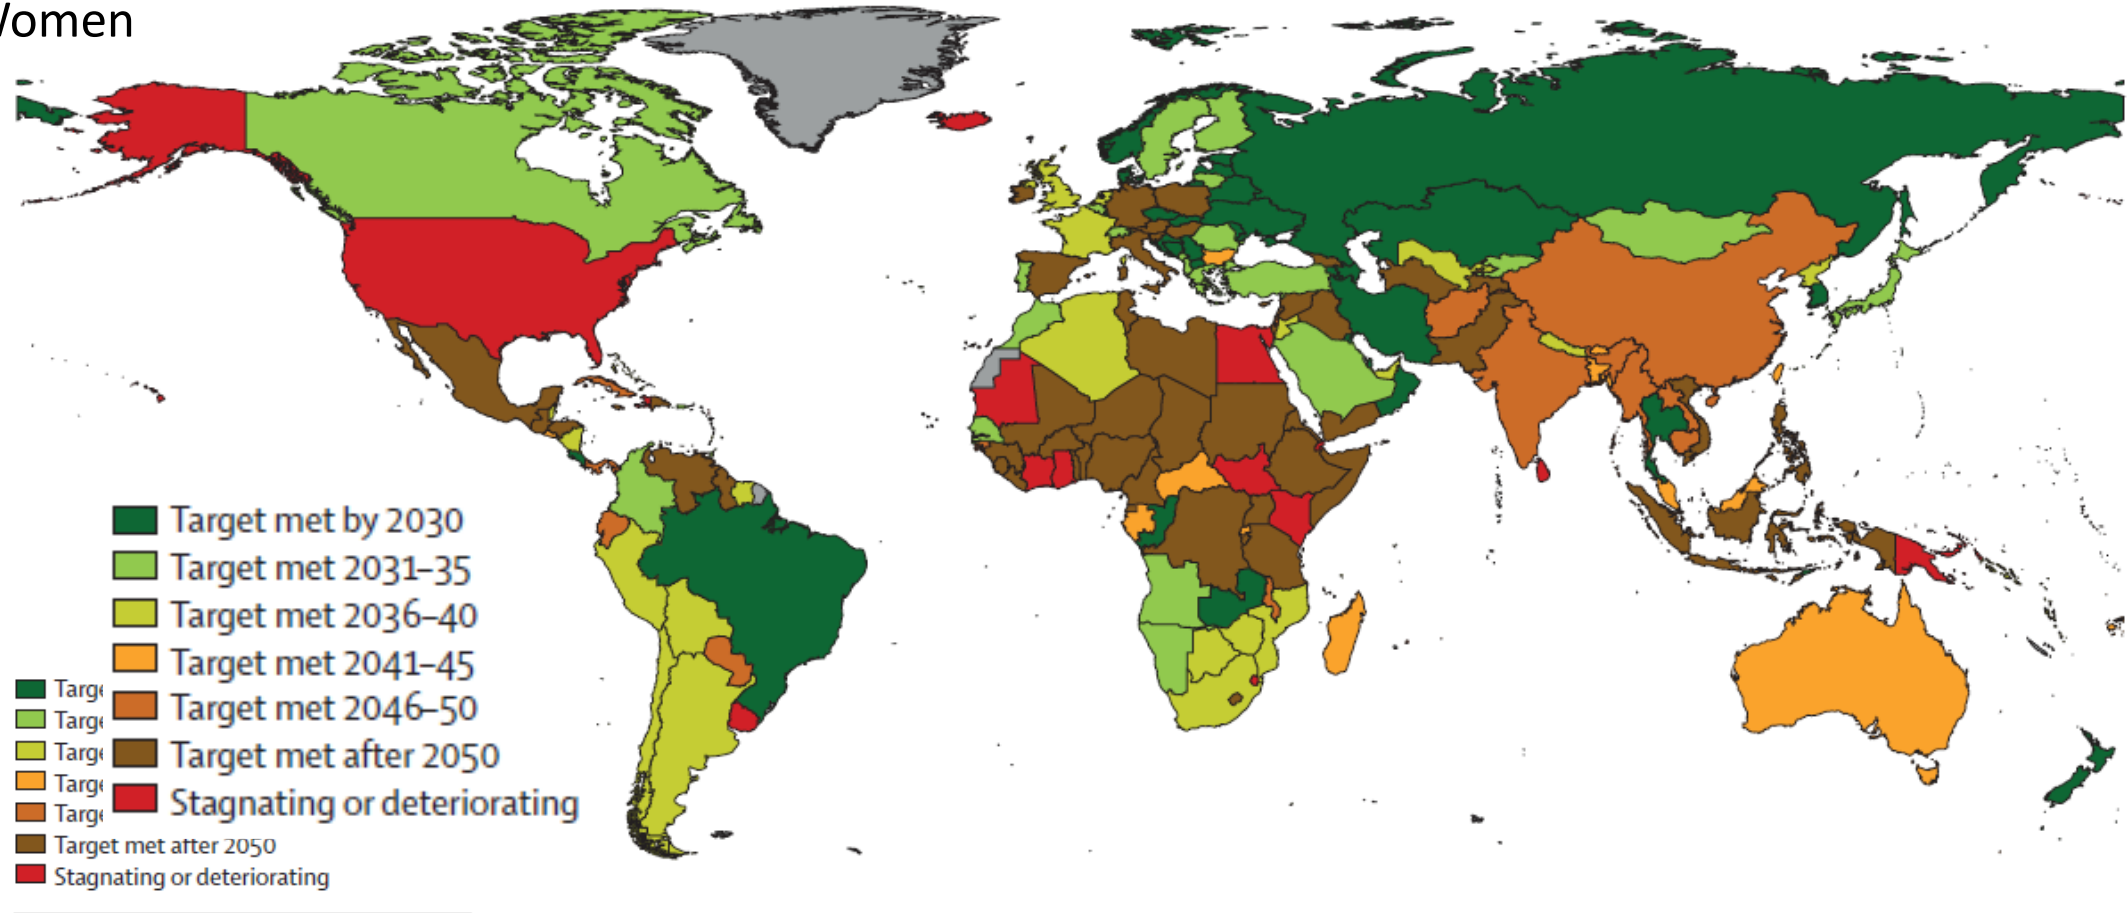 Women
Target met by 2030
Target met 2031–35
Target met 2036–40
Target met 2041–45
Target met 2046–50
Target met after 2050
Stagnating or deteriorating
Targe
Targe
Targe
Targe
Targe
Target met after 2050
Stagnating or deteriorating